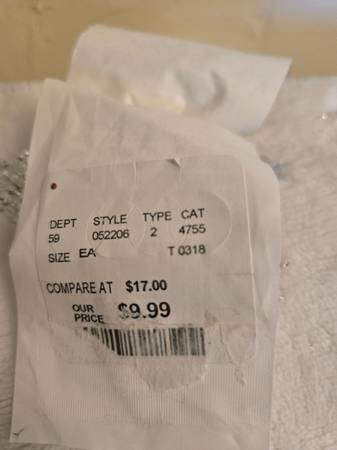 DEPT STYLE TYPE CAT
59 052206 2 4755
SIZE EA T 0318
COMPARE AT $17.00
OUR PRICE $9.99